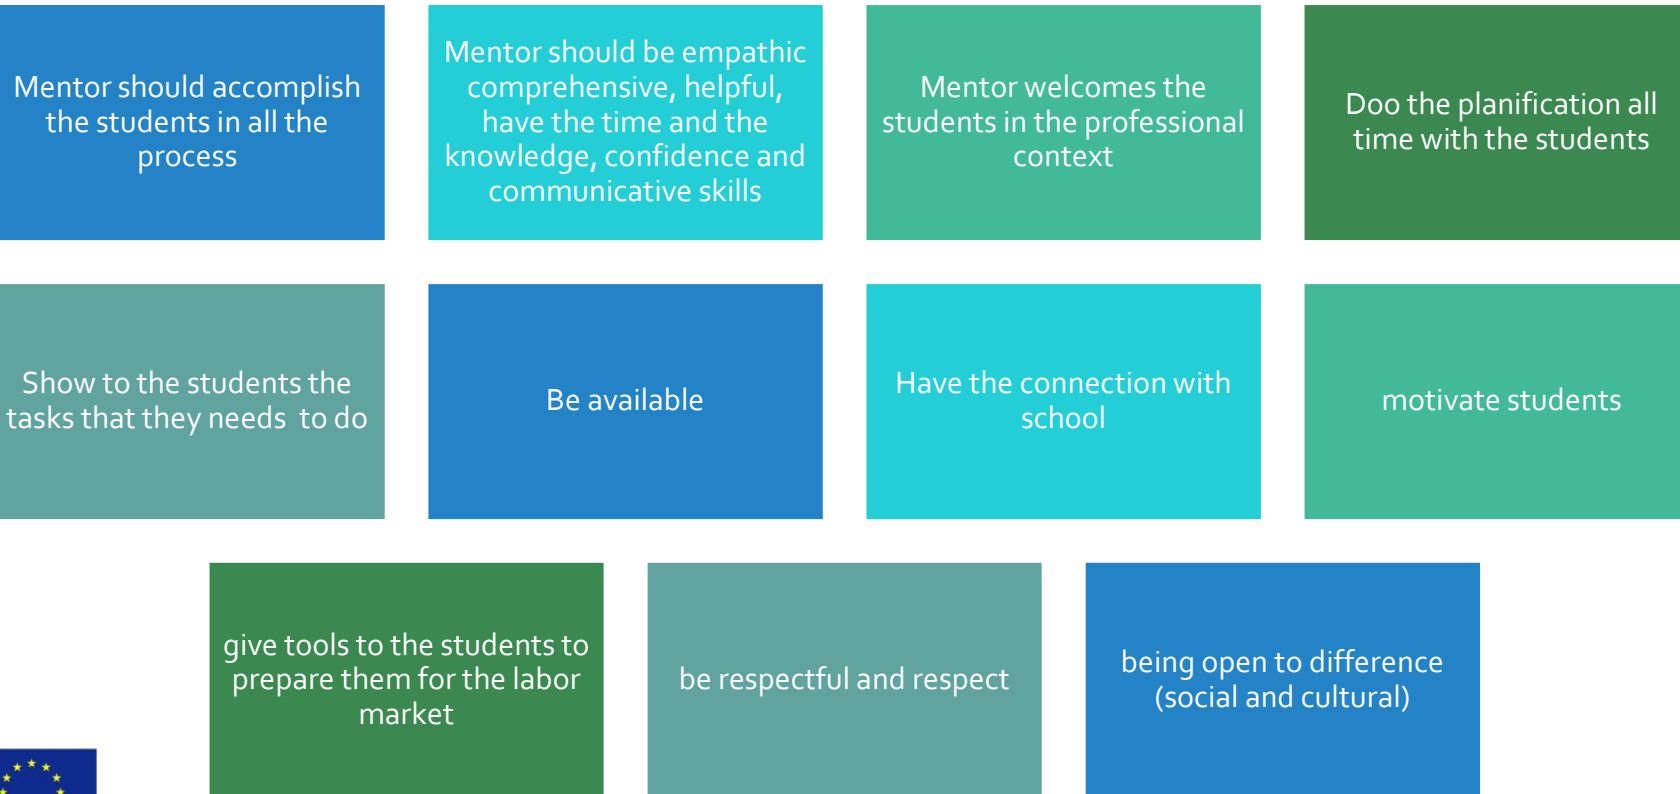 Mentor should accomplish
the students in all the
process
Mentor should be empathic
comprehensive, helpful,
have the time and the
knowledge, confidence and
communicative skills
Mentor welcomes the
students in the professional
context
Doo the planification all
time with the students
Show to the students the
tasks that they needs  to do
Be available
Have the connection with
school
motivate students
give tools to the students to
prepare them for the labor
market
be respectful and respect
being open to difference
(social and cultural)